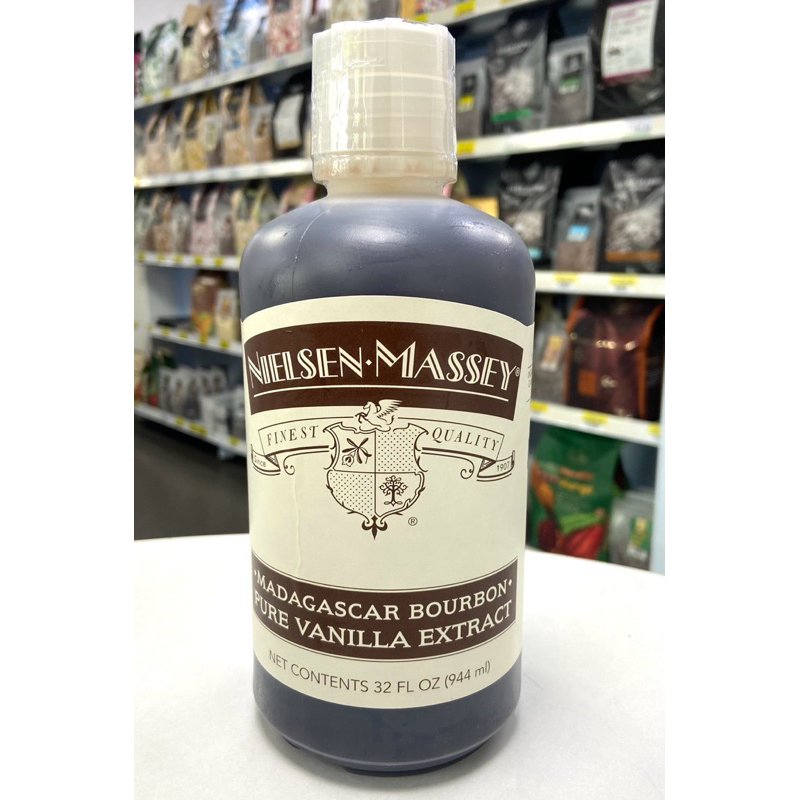 NIELSEN·MASSEY®
FINEST QUALITY
Since 1907
®
·MADAGASCAR BOURBON·
PURE VANILLA EXTRACT
NET CONTENTS 32 FL OZ (944 ml)